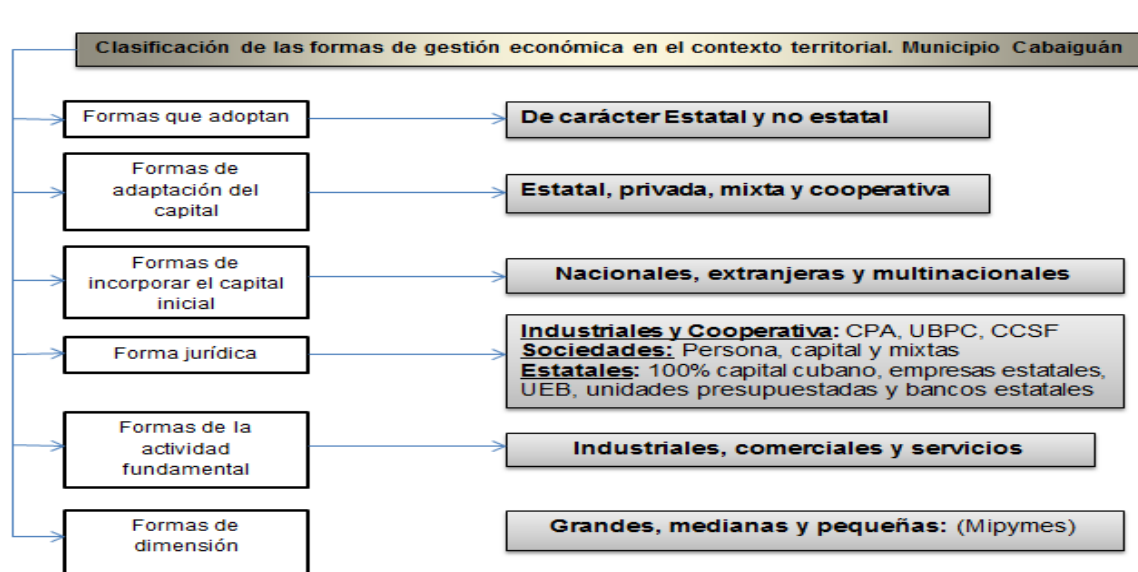 Clasificación de las formas de gestión económica en el contexto territorial. Municipio Cabaiguán
Formas que adoptan
De carácter Estatal y no estatal
Formas de
adaptación del
capital
Estatal, privada, mixta y cooperativa
Formas de
incorporar el capital
inicial
Nacionales, extranjeras y multinacionales
Forma jurídica
Industriales y Cooperativa: CPA, UBPC, CCSF
Sociedades: Persona, capital y mixtas
Estatales: 100% capital cubano, empresas estatales,
UEB, unidades presupuestadas y bancos estatales
Formas de la
actividad
fundamental
Industriales, comerciales y servicios
Formas de
dimensión
Grandes, medianas y pequeñas: (Mipymes)